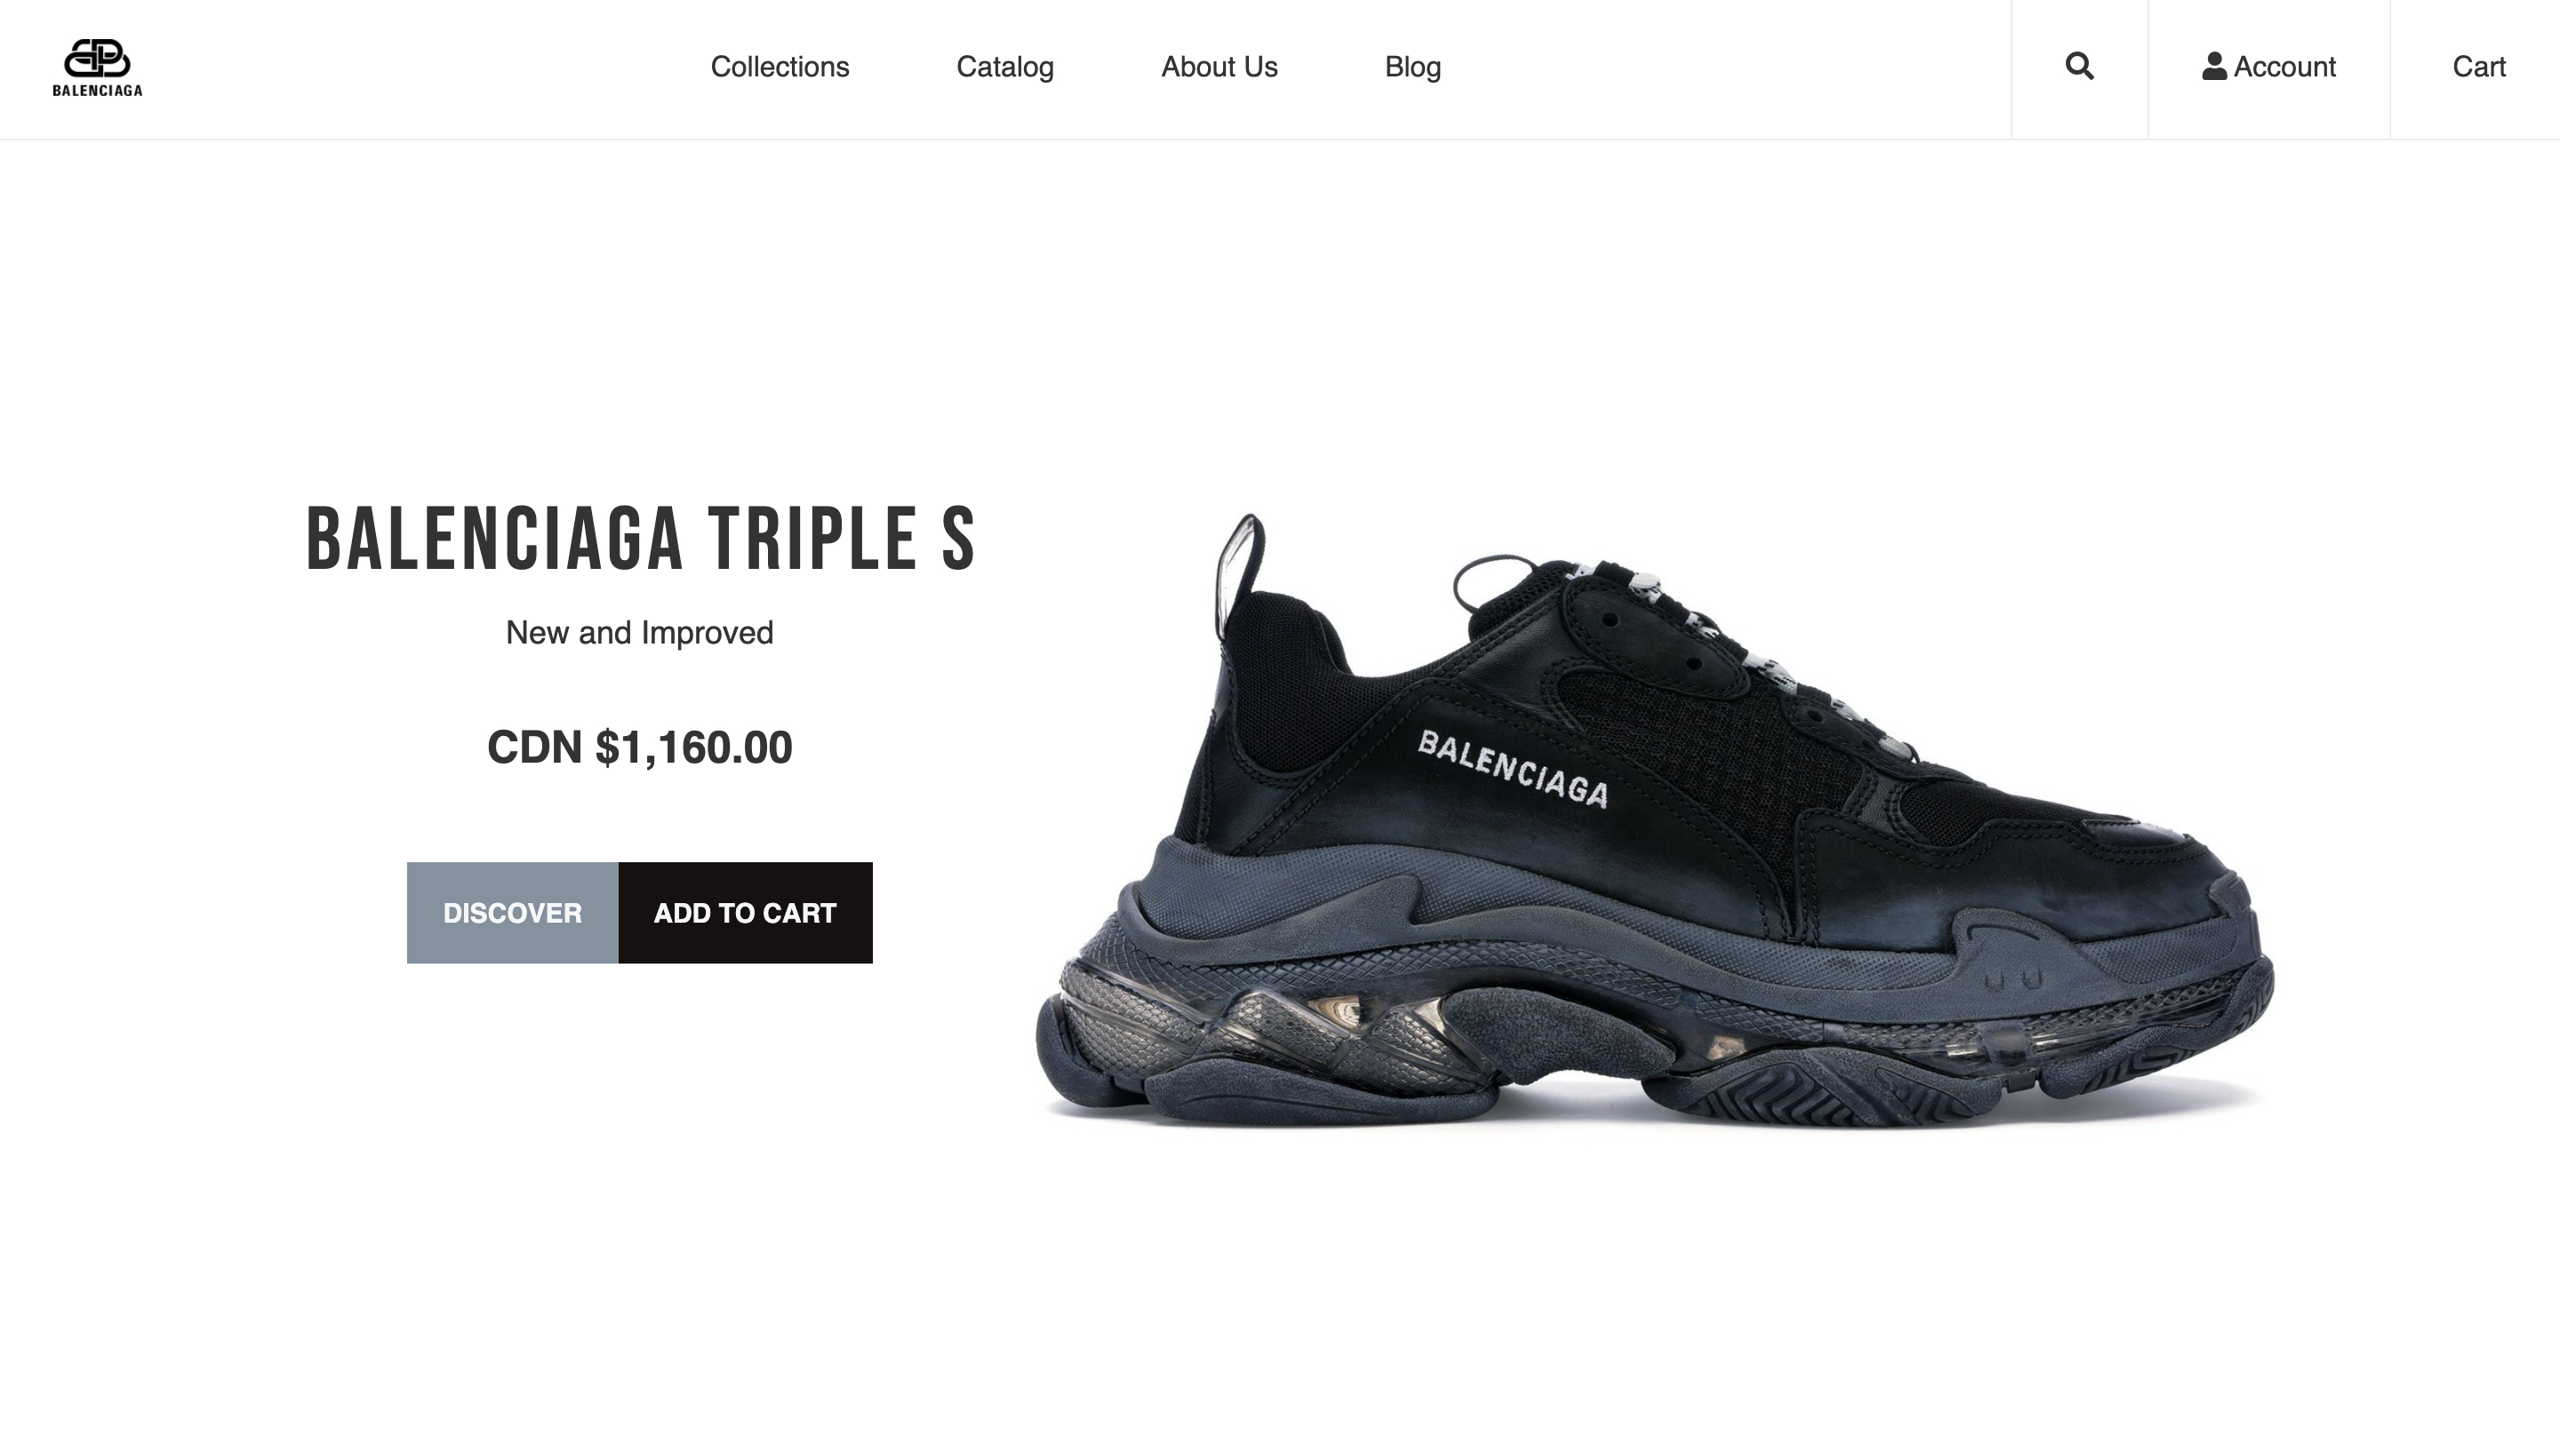 BALENCIAGA
Collections
Catalog
About Us
Blog
Account
Cart
BALENCIAGA TRIPLE S
New and Improved
CDN $1,160.00
DISCOVER
ADD TO CART
BALENCIAGA